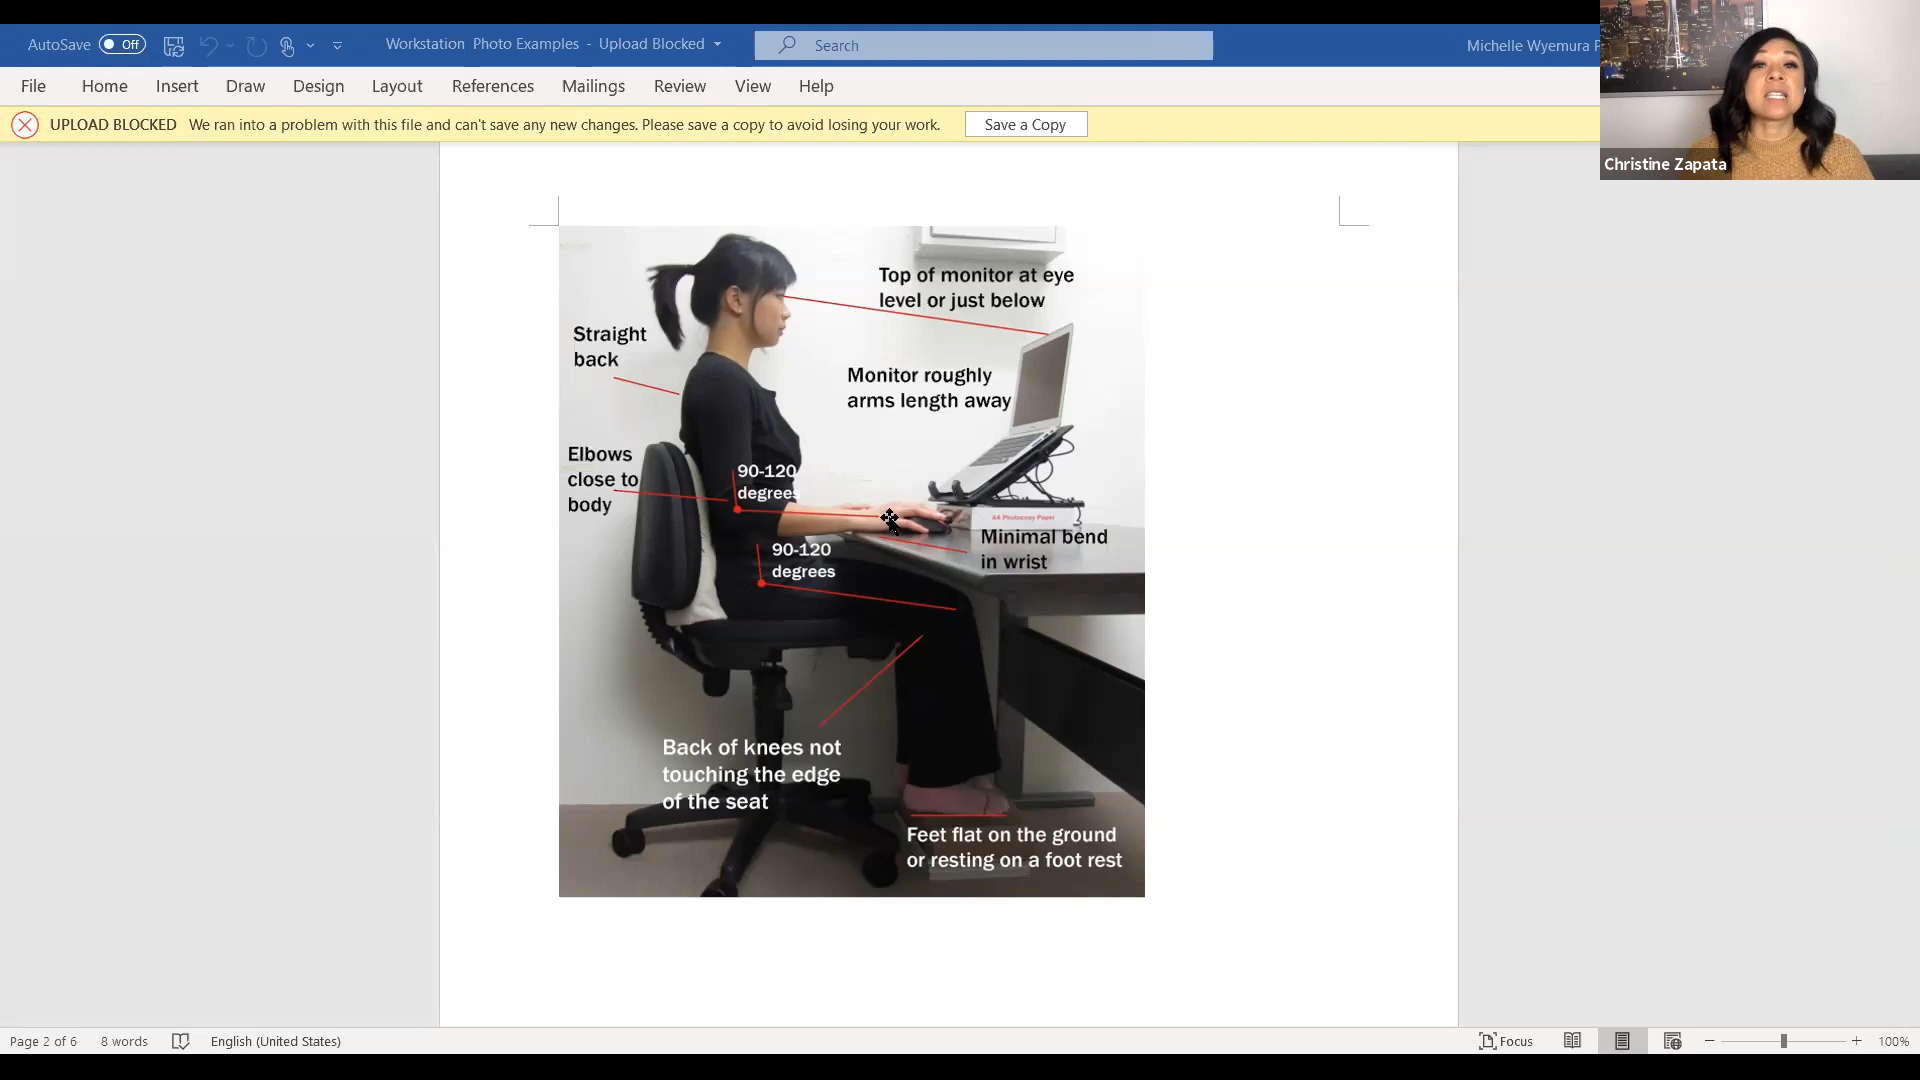 AutoSave Off
Workstation Photo Examples - Upload Blocked
Search
Michelle Wyemura P
File Home Insert Draw Design Layout References Mailings Review View Help
UPLOAD BLOCKED We ran into a problem with this file and can't save any new changes. Please save a copy to avoid losing your work. Save a Copy
Christine Zapata
Top of monitor at eye
level or just below
Straight
back
Monitor roughly
arms length away
Elbows
close to
body
90-120
degrees
A4 Photocopy Paper
Minimal bend
in wrist
90-120
degrees
Back of knees not
touching the edge
of the seat
Feet flat on the ground
or resting on a foot rest
Page 2 of 6 8 words English (United States) Focus 100%